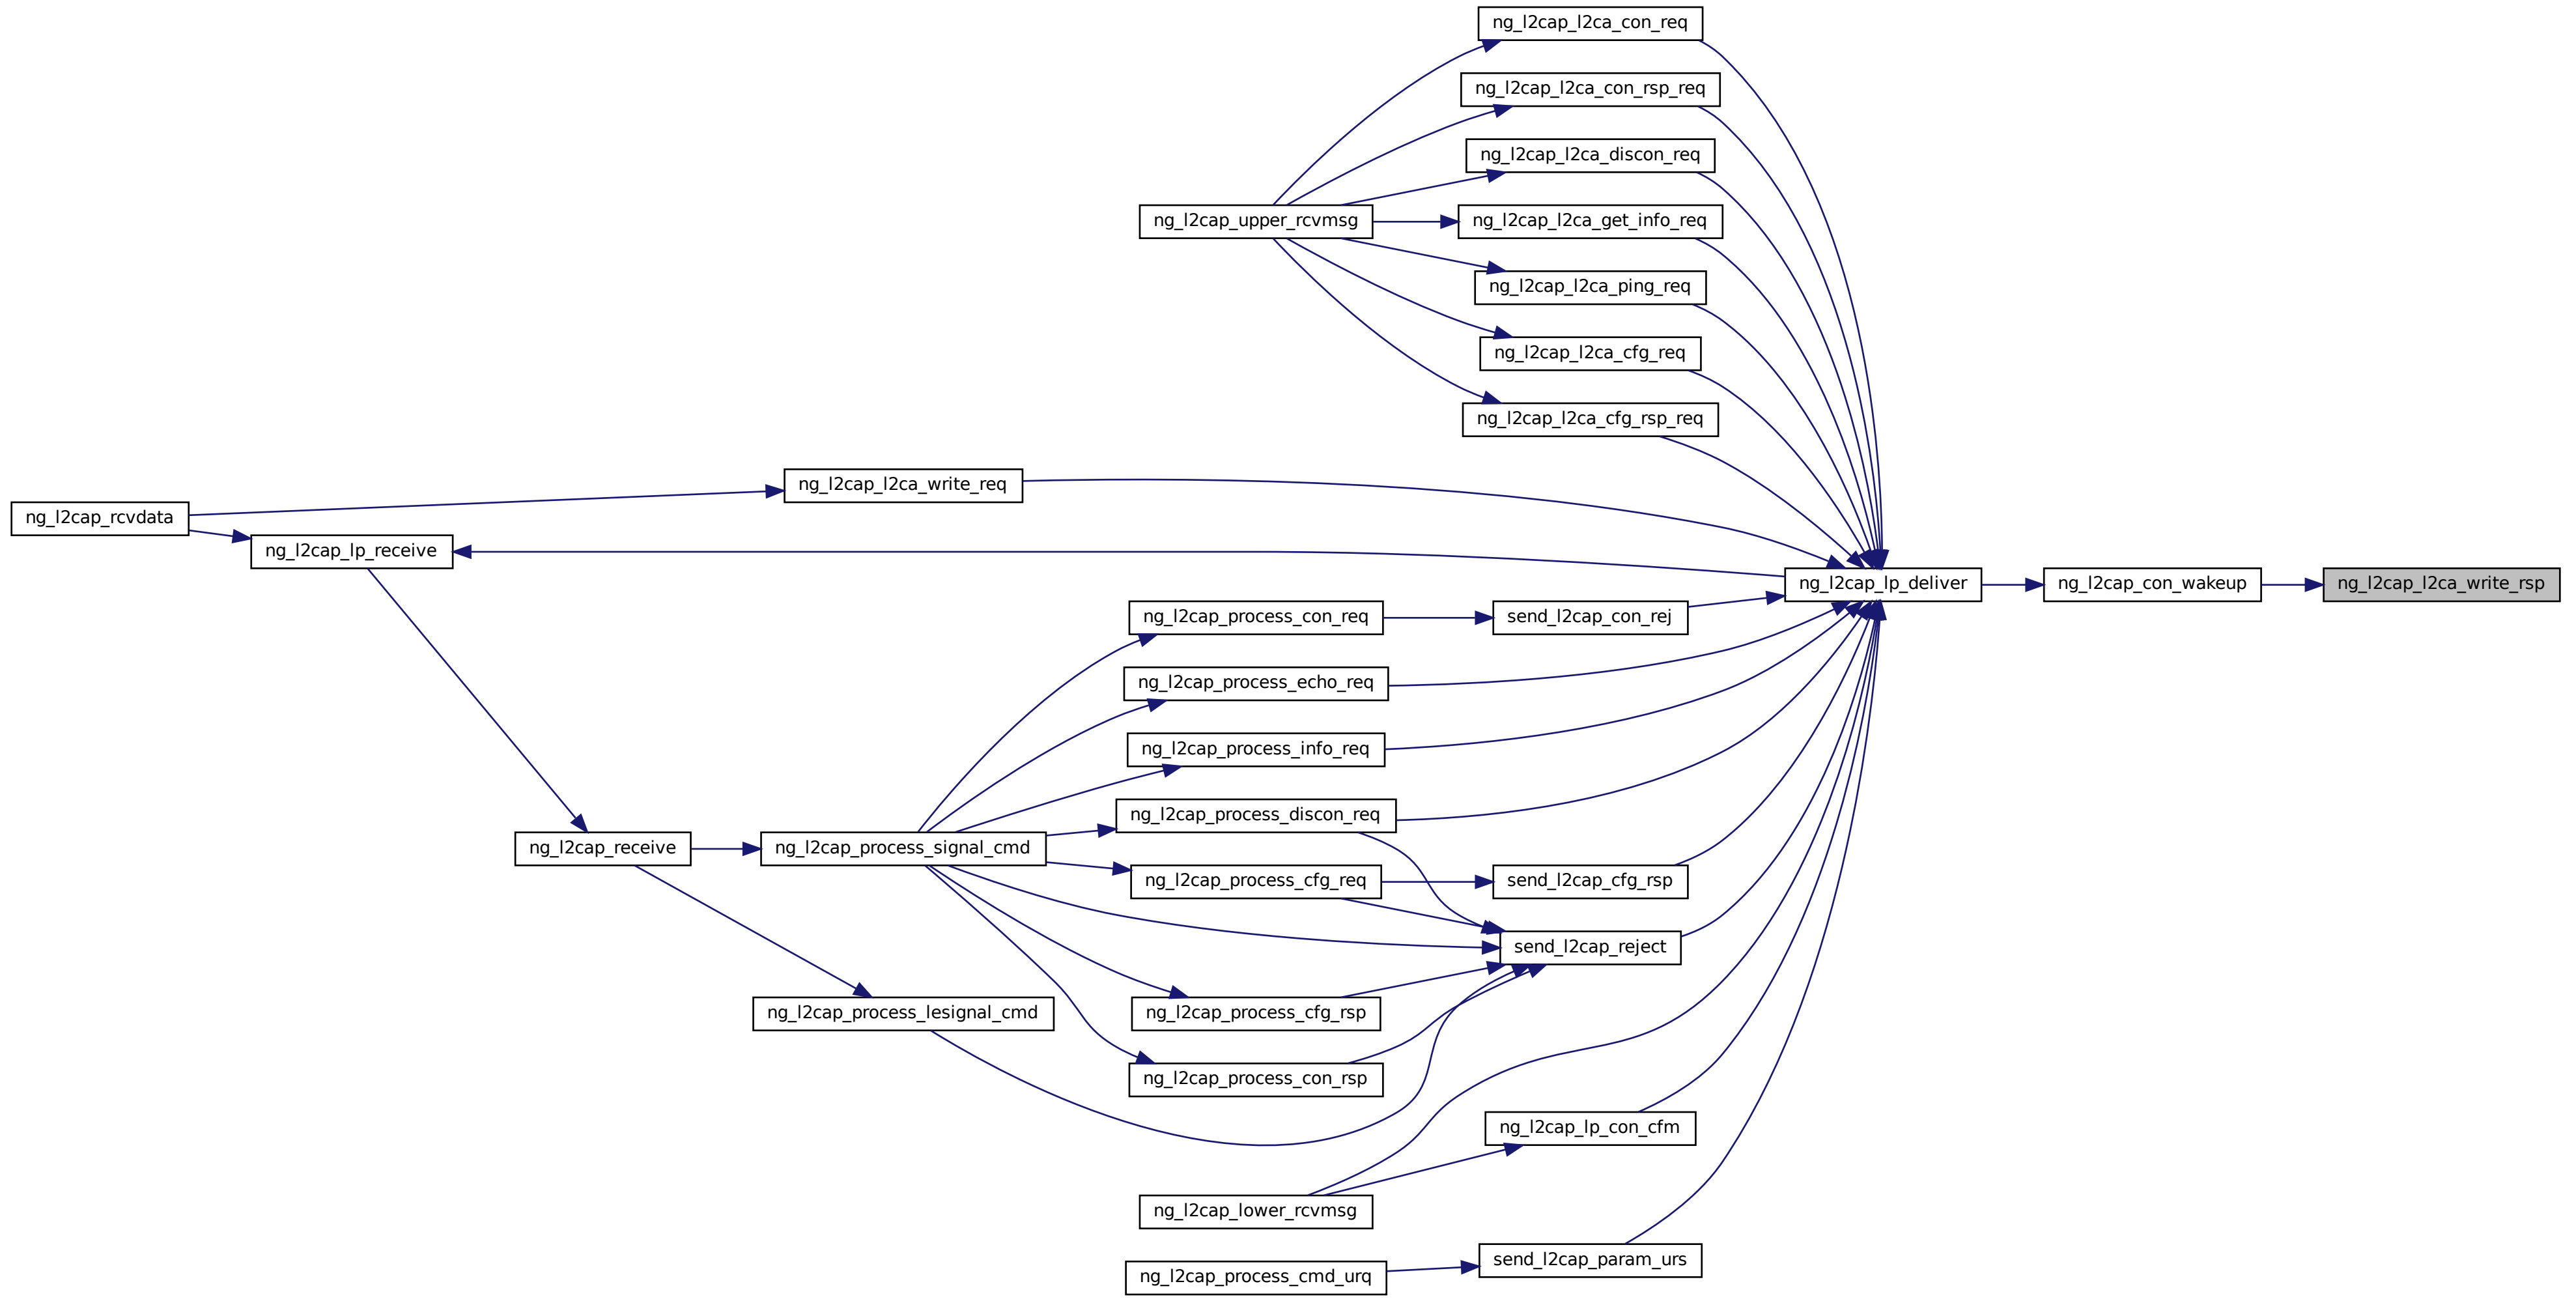 ng_l2cap_l2ca_con_req
ng_l2cap_l2ca_con_rsp_req
ng_l2cap_l2ca_discon_req
ng_l2cap_upper_rcvmsg
ng_l2cap_l2ca_get_info_req
ng_l2cap_l2ca_ping_req
ng_l2cap_l2ca_cfg_req
ng_l2cap_l2ca_cfg_rsp_req
ng_l2cap_l2ca_write_req
ng_l2cap_rcvdata
ng_l2cap_lp_receive
ng_l2cap_lp_deliver
ng_l2cap_con_wakeup
ng_l2cap_l2ca_write_rsp
ng_l2cap_process_con_req
send_l2cap_con_rej
ng_l2cap_process_echo_req
ng_l2cap_process_info_req
ng_l2cap_process_discon_req
ng_l2cap_receive
ng_l2cap_process_signal_cmd
ng_l2cap_process_cfg_req
send_l2cap_cfg_rsp
send_l2cap_reject
ng_l2cap_process_lesignal_cmd
ng_l2cap_process_cfg_rsp
ng_l2cap_process_con_rsp
ng_l2cap_lp_con_cfm
ng_l2cap_lower_rcvmsg
send_l2cap_param_urs
ng_l2cap_process_cmd_urq